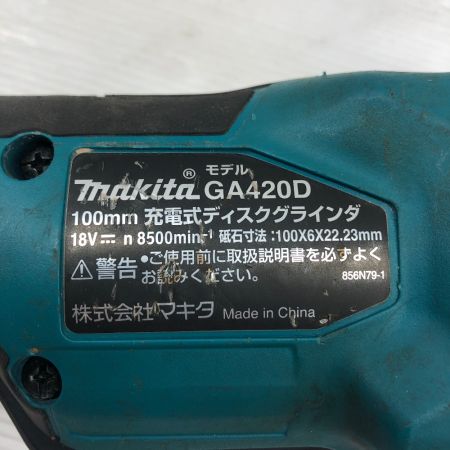 モデル
makita® GA420D
100mm 充電式ディスクグラインダ
18V⎓ n 8500min⁻¹ 砥石寸法：100X6X22.23mm
⚠警告 •ご使用前に取扱説明書を必ずよく
お読みください。
856N79-1
株式会社マキタ Made in China